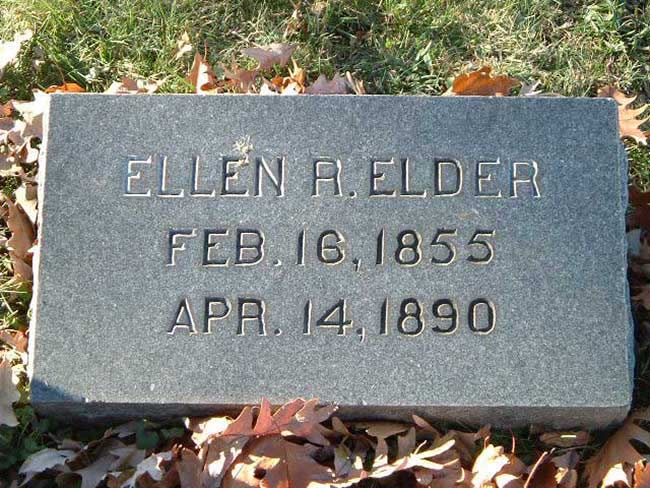 ELLEN R. ELDER
FEB. 16, 1855
APR. 14, 1890